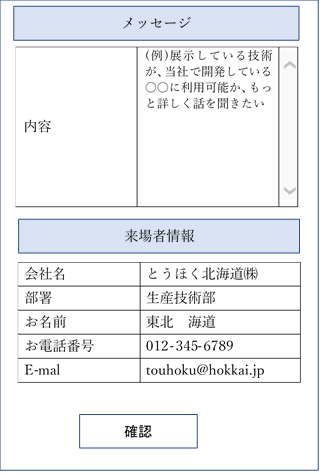 メッセージ
内容
(例)展示している技術
が、当社で開発している
〇〇に利用可能か、もっ
と詳しく話を聞きたい
来場者情報
会社名 とうほく北海道㈱
部署 生産技術部
お名前 東北　海道
お電話番号 012-345-6789
E-mal touhoku@hokkai.jp
確認